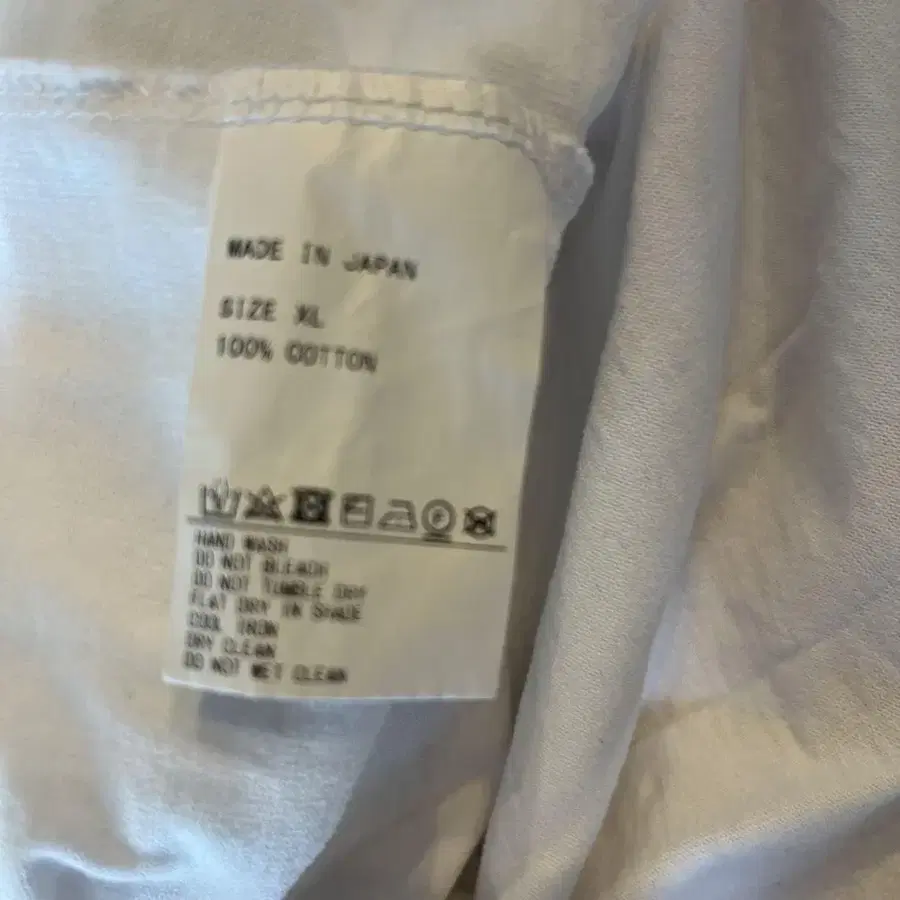 MADE IN JAPAN
SIZE XL
100% COTTON
HAND WASH
DO NOT BLEACH
DO NOT TUMBLE DRY
FLAT DRY IN SHADE
COOL IRON
DRY CLEAN
DO NOT WET CLEAN